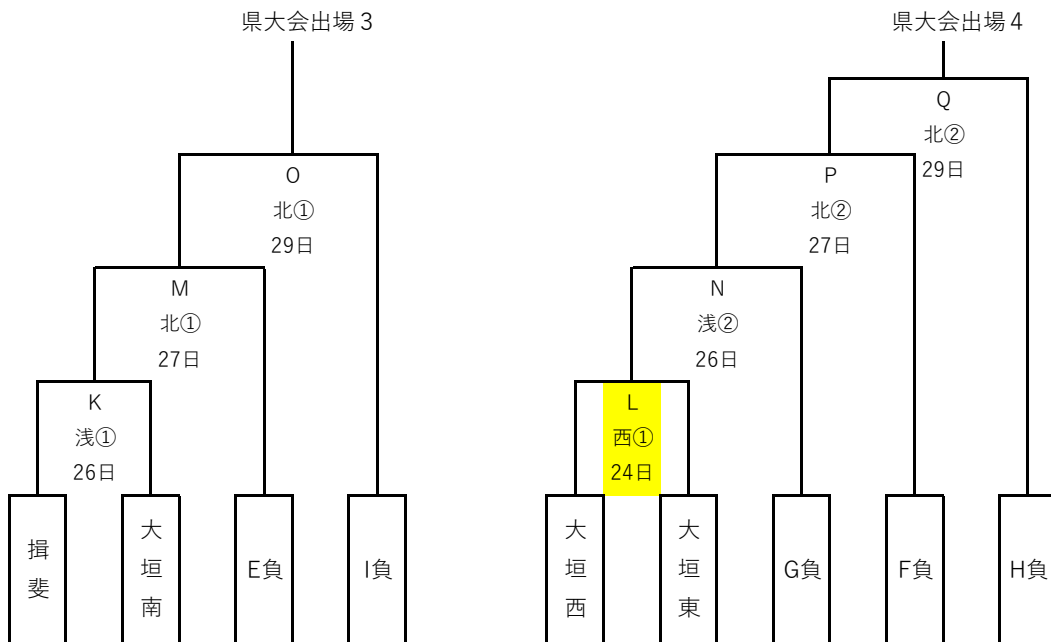 県大会出場３
県大会出場４
Q
北②
29日
O
北①
29日
P
北②
27日
M
北①
27日
N
浅②
26日
K
浅①
26日
L
西①
24日
揖斐
大垣南
E負
I負
大垣西
大垣東
G負
F負
H負